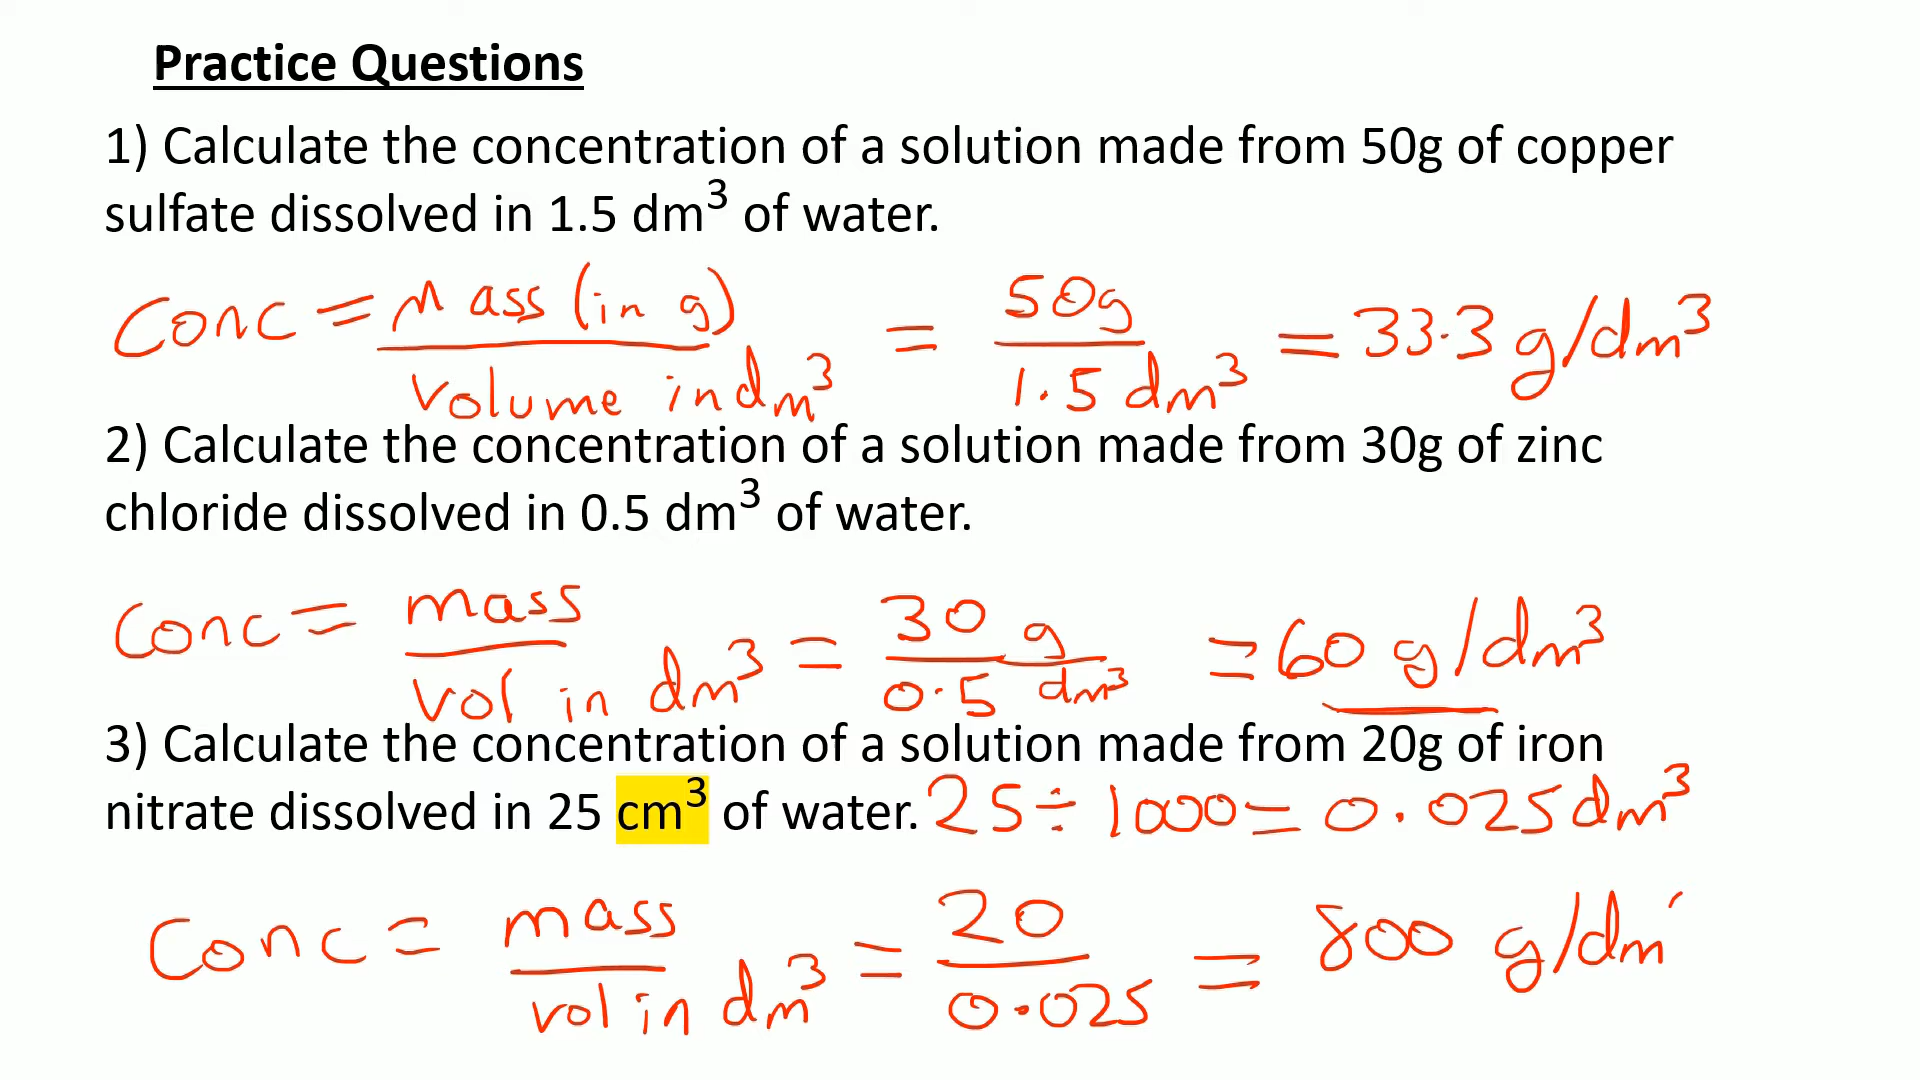 Practice Questions
1) Calculate the concentration of a solution made from 50g of copper
sulfate dissolved in 1.5 dm³ of water.
Conc = Mass (in g) / volume in dm³ = 50g / 1.5 dm³ = 33.3 g/dm³
2) Calculate the concentration of a solution made from 30g of zinc
chloride dissolved in 0.5 dm³ of water.
Conc = mass / vol in dm³ = 30 g / 0.5 dm³ = 60 g/dm³
3) Calculate the concentration of a solution made from 20g of iron
nitrate dissolved in 25 cm³ of water. 25 ÷ 1000 = 0.025 dm³
Conc = mass / vol in dm³ = 20 / 0.025 = 800 g/dm